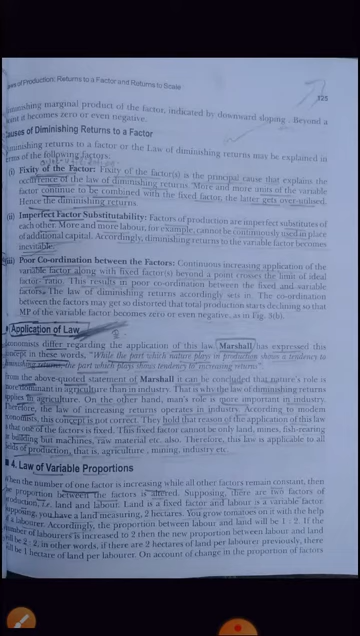 Theories of Production: Returns to a Factor and Returns to Scale
125
diminishing marginal product of the factor, indicated by downward doping. Beyond a
point it becomes zero or even negative.
Causes of Diminishing Returns to a Factor
Diminishing returns to a factor or the Law of diminishing returns may be explained in
terms of the following factors:
(i) Fixity of the Factor: Fixity of the factor(s) is the principal cause that explains the
occurrence of the law of diminishing returns. More and more units of the variable
factor continue to be combined with the fixed factor, the latter gets over-utilised.
Hence the diminishing returns.
(ii) Imperfect Factor Substitutability: Factors of production are imperfect substitutes of
each other. More and more labour, for example, cannot be continuously used in place
of additional capital. Accordingly, diminishing returns to the variable factor becomes
inevitable.
(iii) Poor Co-ordination between the Factors: Continuous increasing application of the
variable factor along with fixed factor(s) beyond a point crosses the limit of ideal
factor ratio. This results in poor co-ordination between the fixed and variable
factors. The law of diminishing returns accordingly sets in. The co-ordination
between the factors may get so disturbed that total production starts declining so that
MP of the variable factor becomes zero or even negative, as in Fig. 3(b).
Application of Law
Economists differ regarding the application of this law. Marshall has expressed this
concept in these words, "While the part which nature plays in production shows a tendency to
diminishing returns, the part which plays shows tendency to increasing returns".
From the above-quoted statement of Marshall it can be concluded that nature's role is
more dominant in agriculture than in industry. That is why the law of diminishing returns
applies to agriculture. On the other hand, man's role is more important in industry.
Therefore, the law of increasing returns operates in industry. According to modern
economists, this concept is not correct. They hold that reason of the application of this law
is that one of the factors is fixed. This fixed factor cannot be only land, mines, fish-rearing
or building but machines, raw material etc. also. Therefore, this law is applicable to all
fields of production, that is, agriculture, mining, industry etc.
■ 4. Law of Variable Proportions
When the number of one factor is increasing while all other factors remain constant, then
the proportion between the factors is altered. Supposing, there are two factors of
production, i.e. land and labour. Land is a fixed factor and labour is a variable factor.
Supposing, you have a land measuring, 2 hectares. You grow tomatoes on it with the help
of a labourer. Accordingly, the proportion between labour and land will be 1 : 2. If the
number of labourers is increased to 2 then the new proportion between labour and land
will be 2 : 2, in other words, if there are 2 hectares of land per labourer previously, there
will be 1 hectare of land per labourer. On account of change in the proportion of factors